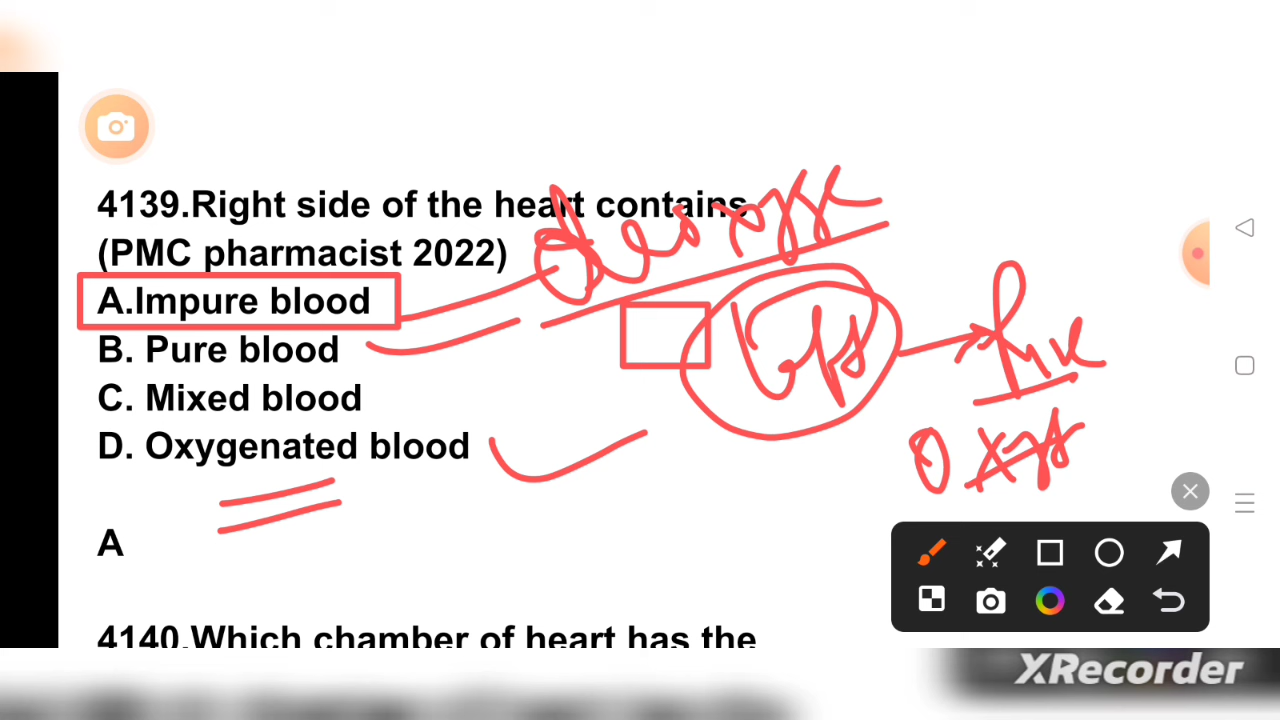 4139.Right side of the heart contains
(PMC pharmacist 2022)
A.Impure blood
B. Pure blood
C. Mixed blood
D. Oxygenated blood
A
4140.Which chamber of heart has the
XRecorder